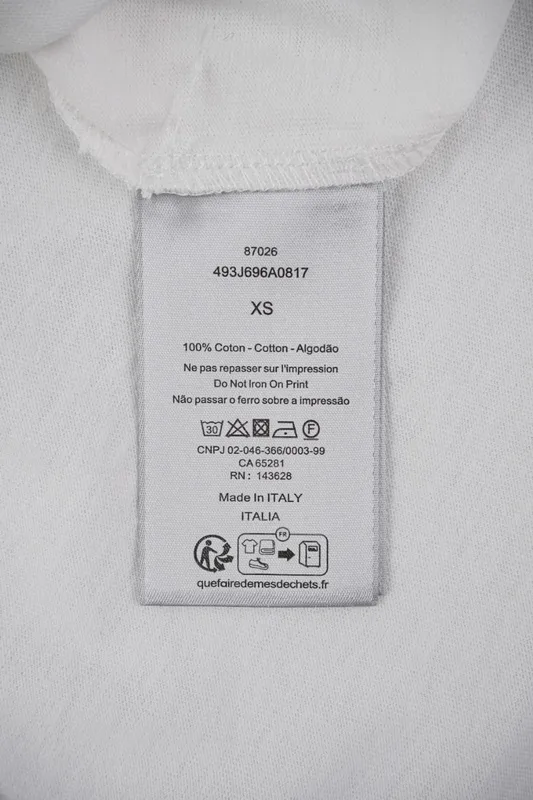 87026
493J696A0817
XS
100% Coton - Cotton - Algodão
Ne pas repasser sur l'impression
Do Not Iron On Print
Não passar o ferro sobre a impressão
30
F
CNPJ 02-046-366/0003-99
CA 65281
RN : 143628
Made In ITALY
ITALIA
FR
quefairedemesdechets.fr